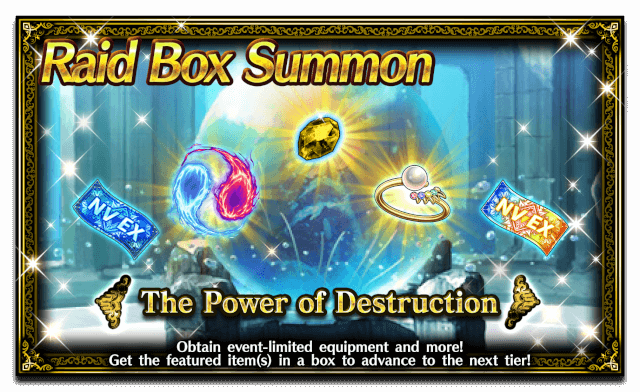 Raid Box Summon
NV EX
NV EX
The Power of Destruction
Obtain event-limited equipment and more!
Get the featured item(s) in a box to advance to the next tier!